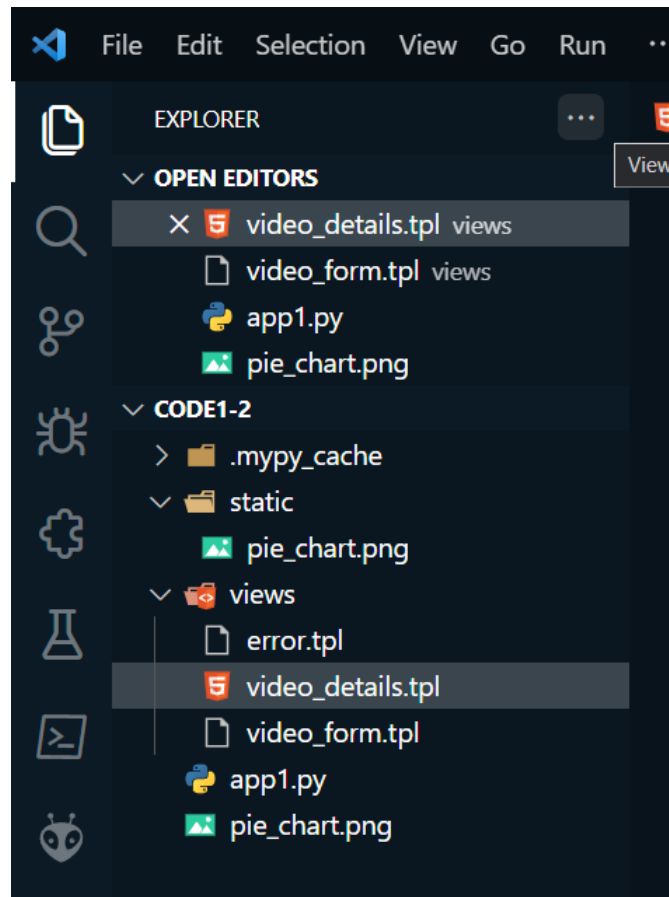 File Edit Selection View Go Run ···
EXPLORER ···
View
OPEN EDITORS
video_details.tpl views
video_form.tpl views
app1.py
pie_chart.png
CODE1-2
.mypy_cache
static
pie_chart.png
views
error.tpl
video_details.tpl
video_form.tpl
app1.py
pie_chart.png